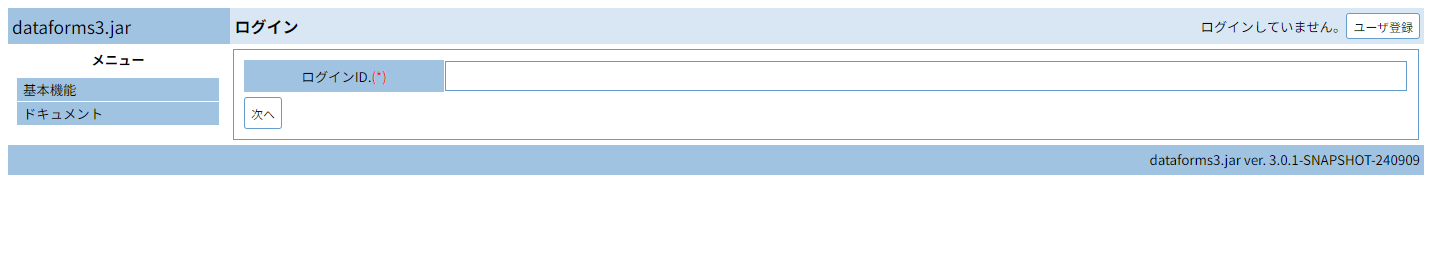 dataforms3.jar
ログイン
ログインしていません。 ユーザ登録
メニュー
基本機能
ドキュメント
ログインID.(*)
次へ
dataforms3.jar ver. 3.0.1-SNAPSHOT-240909